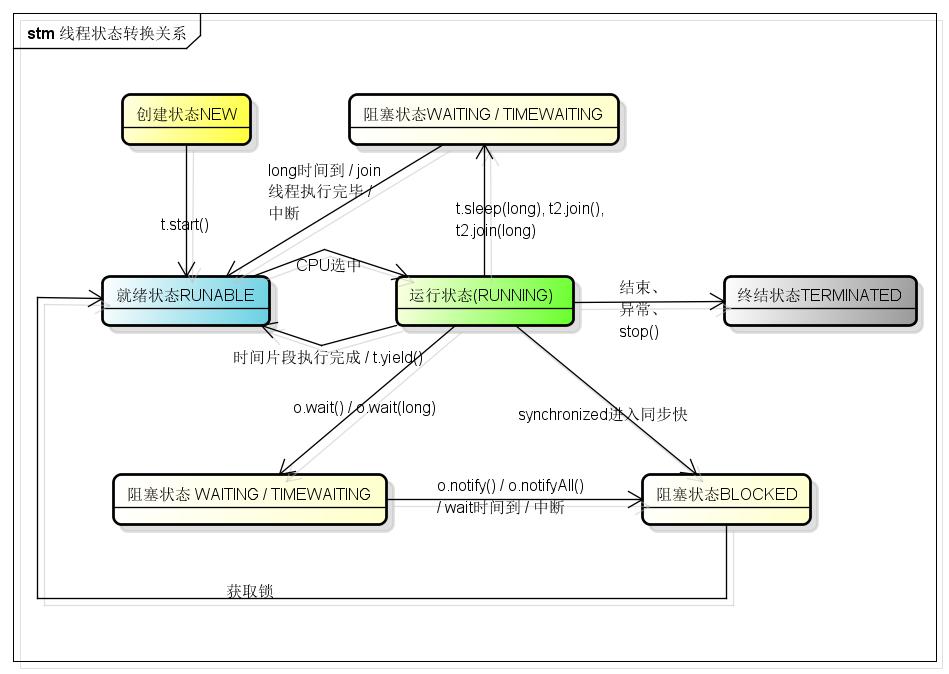 stm 线程状态转换关系
创建状态NEW
阻塞状态WAITING / TIMEWAITING
long时间到 / join
线程执行完毕 /
中断
t.start()
t.sleep(long), t2.join(),
t2.join(long)
CPU选中
就绪状态RUNABLE
运行状态(RUNNING)
结束、
异常、
stop()
终结状态TERMINATED
时间片段执行完成 / t.yield()
o.wait() / o.wait(long)
synchronized进入同步快
阻塞状态 WAITING / TIMEWAITING
o.notify() / o.notifyAll()
/ wait时间到 / 中断
阻塞状态BLOCKED
获取锁